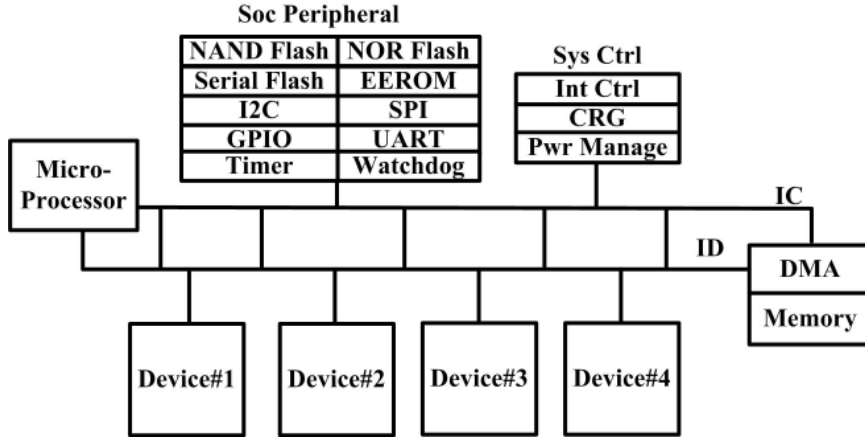 Soc Peripheral
NAND Flash NOR Flash
Serial Flash EEROM
I2C SPI
GPIO UART
Timer Watchdog
Sys Ctrl
Int Ctrl
CRG
Pwr Manage
Micro-
Processor
IC
ID
DMA
Memory
Device#1
Device#2
Device#3
Device#4